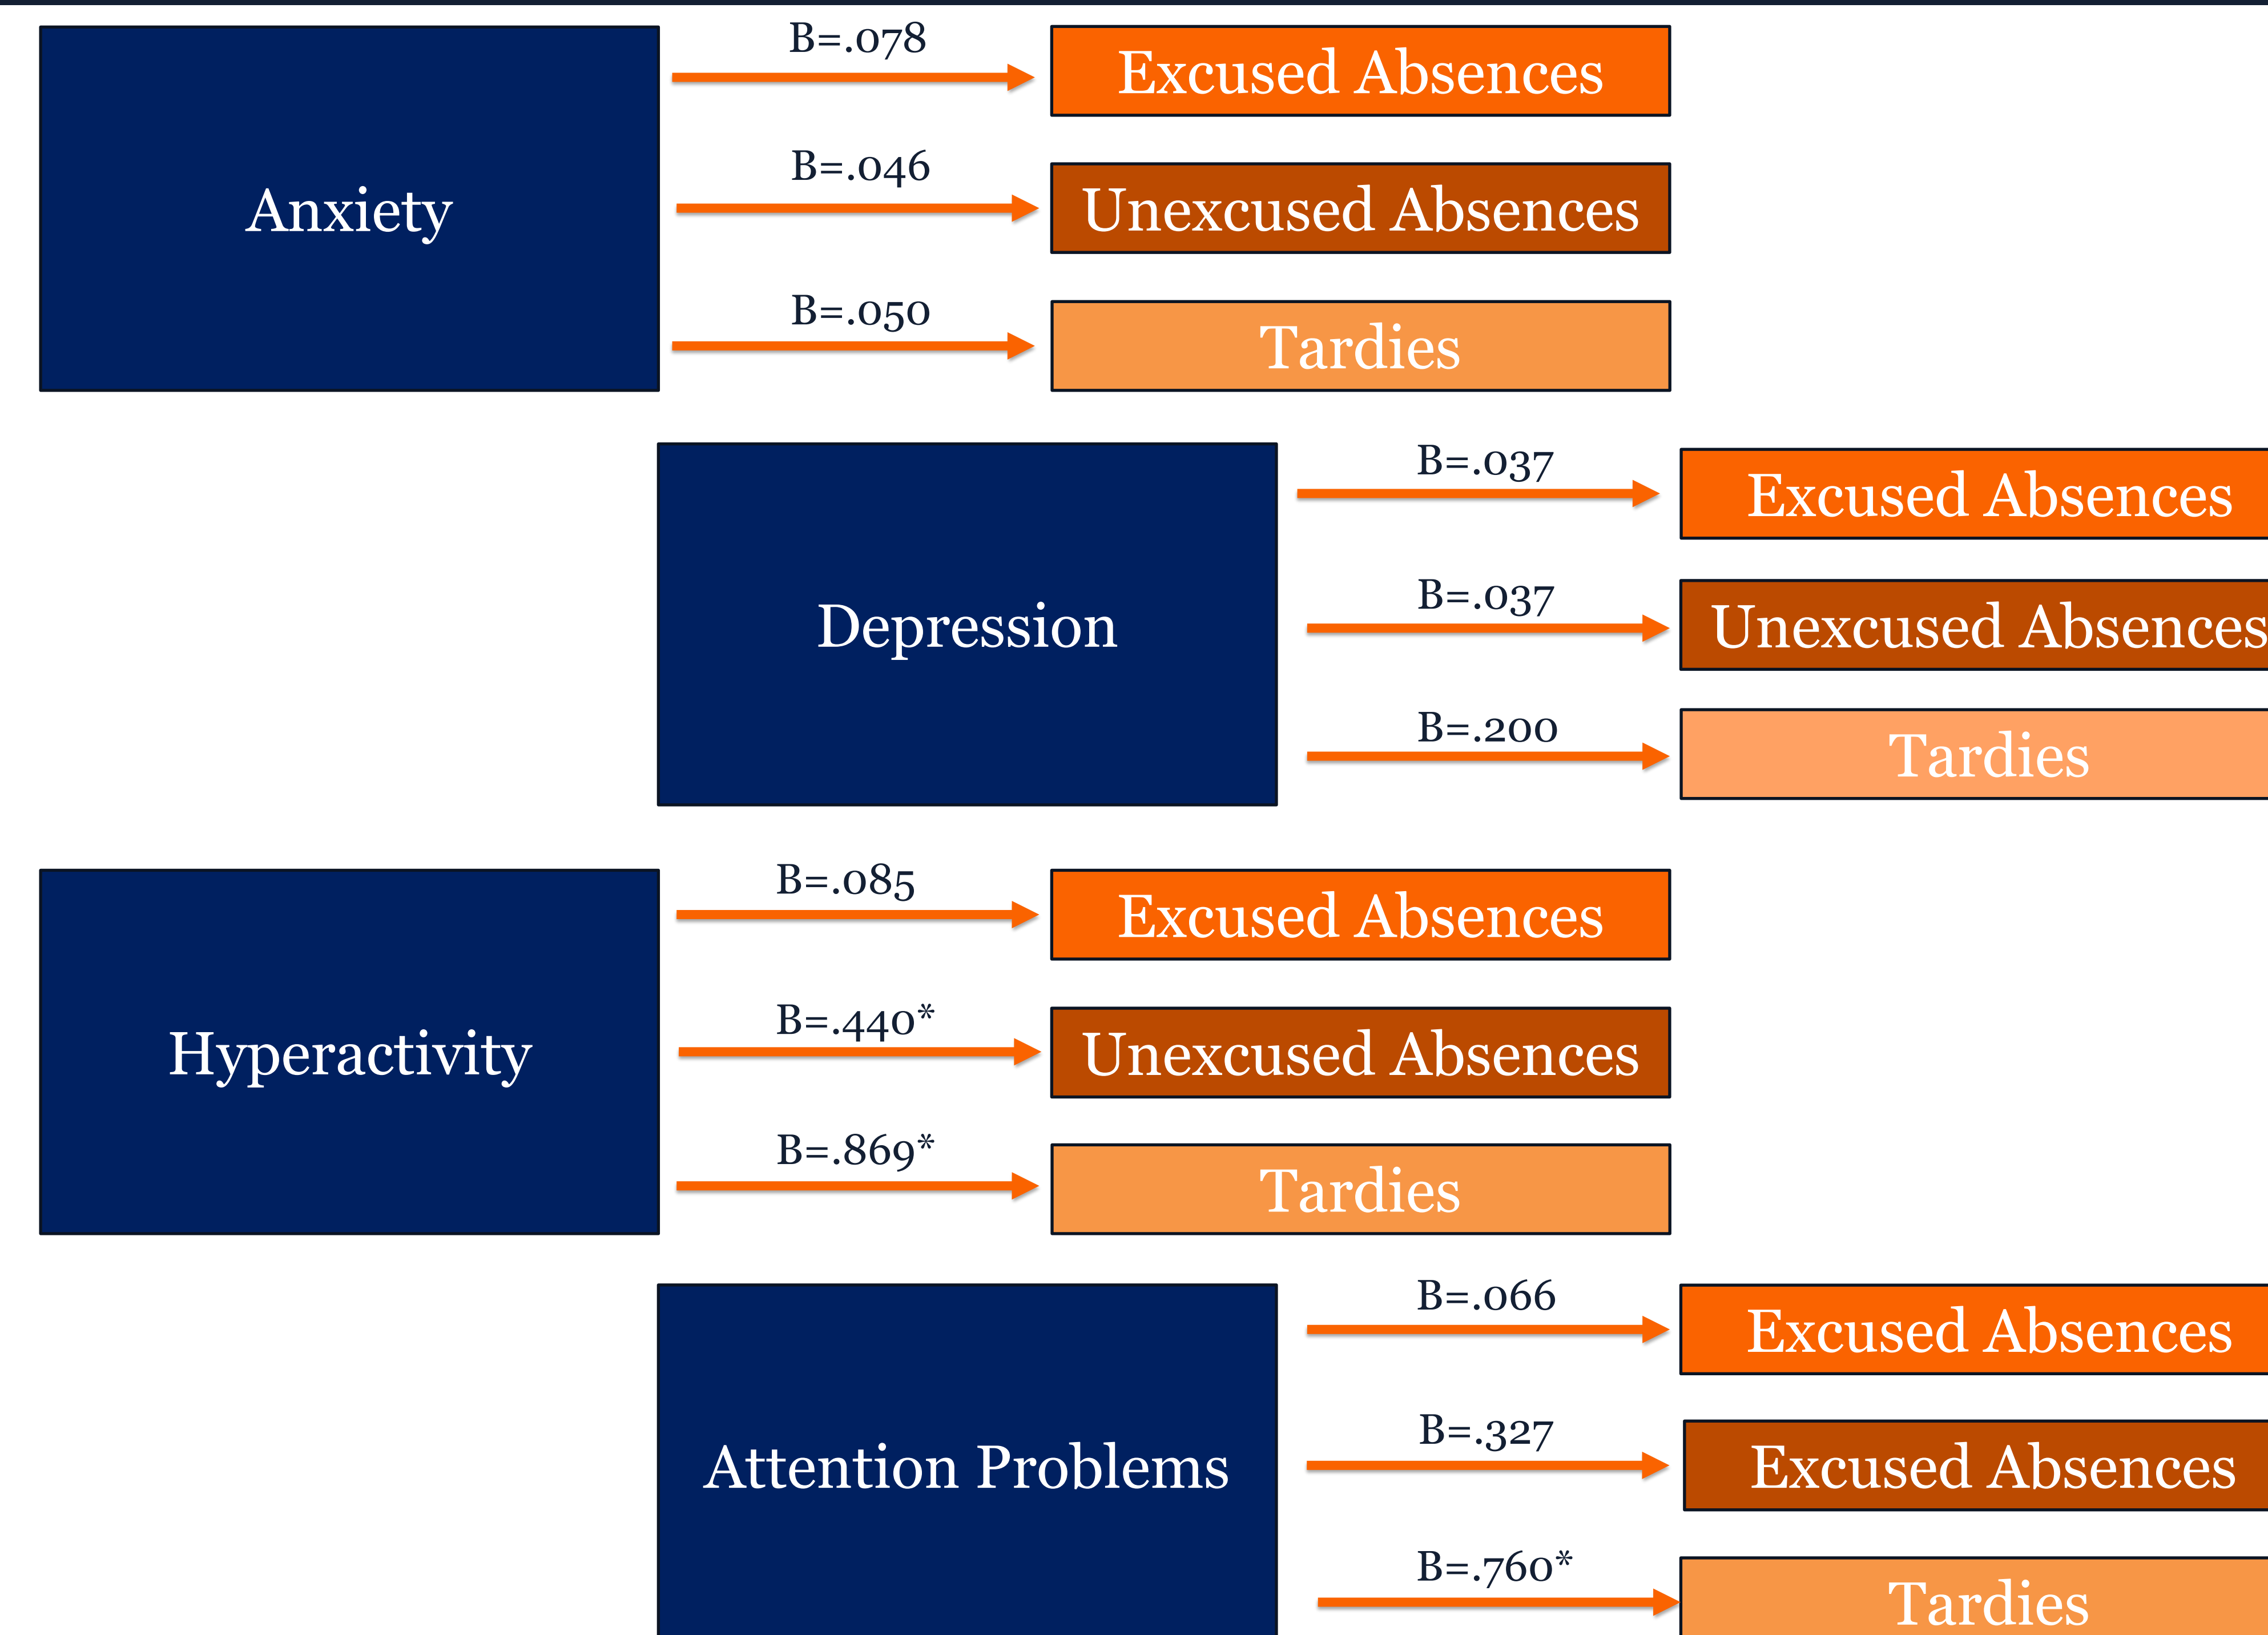 B=.078
Excused Absences
Anxiety
B=.046
Unexcused Absences
B=.050
Tardies
B=.037
Excused Absences
Depression
B=.037
Unexcused Absences
B=.200
Tardies
B=.085
Excused Absences
Hyperactivity
B=.440*
Unexcused Absences
B=.869*
Tardies
B=.066
Excused Absences
Attention Problems
B=.327
Excused Absences
B=.760*
Tardies